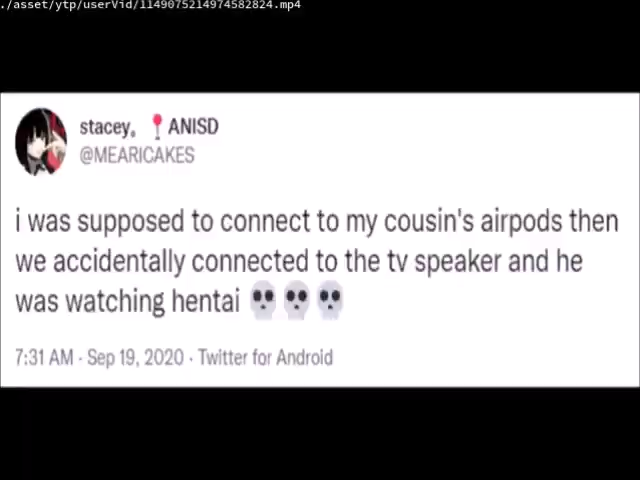 ./asset/ytp/userVid/1149075214974582824.mp4
stacey, 📍ANISD
@MEARICAKES
i was supposed to connect to my cousin's airpods then
we accidentally connected to the tv speaker and he
was watching hentai 💀💀💀
7:31 AM · Sep 19, 2020 · Twitter for Android